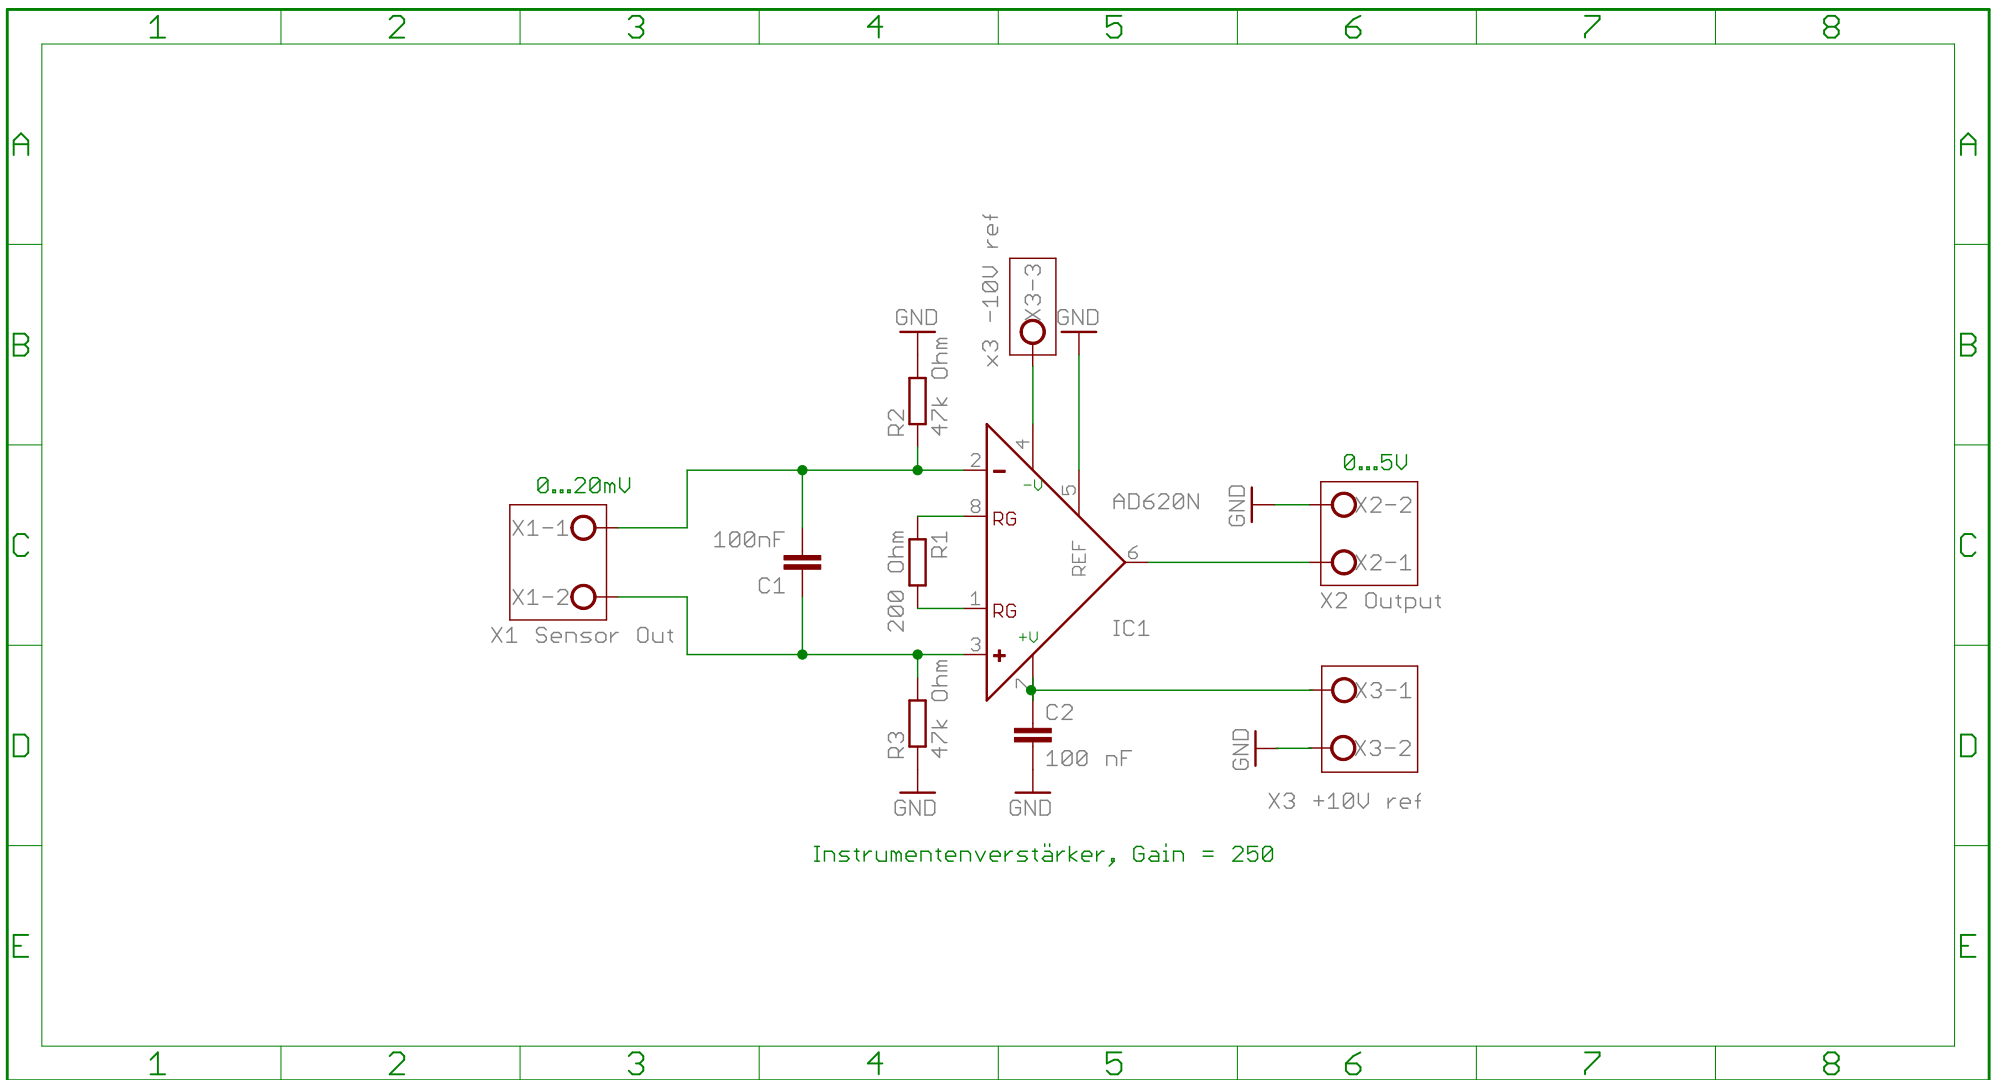 1 2 3 4 5 6 7 8
A A
x3 -10V ref
X3-3
GND GND
B B
R2 47k Ohm
4
0...20mV
2 -
-V
5
0...5V
X1-1
8 RG
AD620N
GND X2-2
100nF
C1
200 Ohm R1
REF
6
X2-1
C C
X1-2
1 RG
X2 Output
X1 Sensor Out
3 +
+V
IC1
7
R3 47k Ohm
C2
100 nF
X3-1
GND X3-2
D D
GND GND
X3 +10V ref
Instrumentenverstärker, Gain = 250
E E
1 2 3 4 5 6 7 8